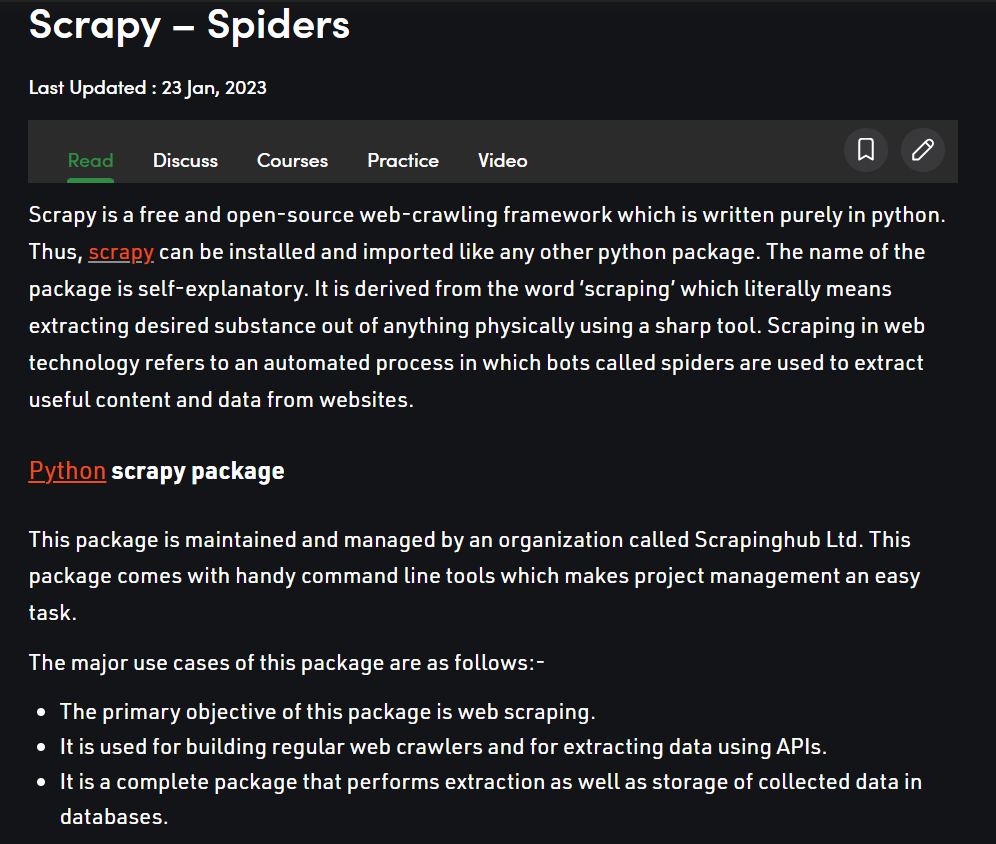 Scrapy – Spiders
Last Updated : 23 Jan, 2023
Read Discuss Courses Practice Video
Scrapy is a free and open-source web-crawling framework which is written purely in python.
Thus, scrapy can be installed and imported like any other python package. The name of the
package is self-explanatory. It is derived from the word ‘scraping’ which literally means
extracting desired substance out of anything physically using a sharp tool. Scraping in web
technology refers to an automated process in which bots called spiders are used to extract
useful content and data from websites.
Python scrapy package
This package is maintained and managed by an organization called Scrapinghub Ltd. This
package comes with handy command line tools which makes project management an easy
task.
The major use cases of this package are as follows:-
• The primary objective of this package is web scraping.
• It is used for building regular web crawlers and for extracting data using APIs.
• It is a complete package that performs extraction as well as storage of collected data in
databases.